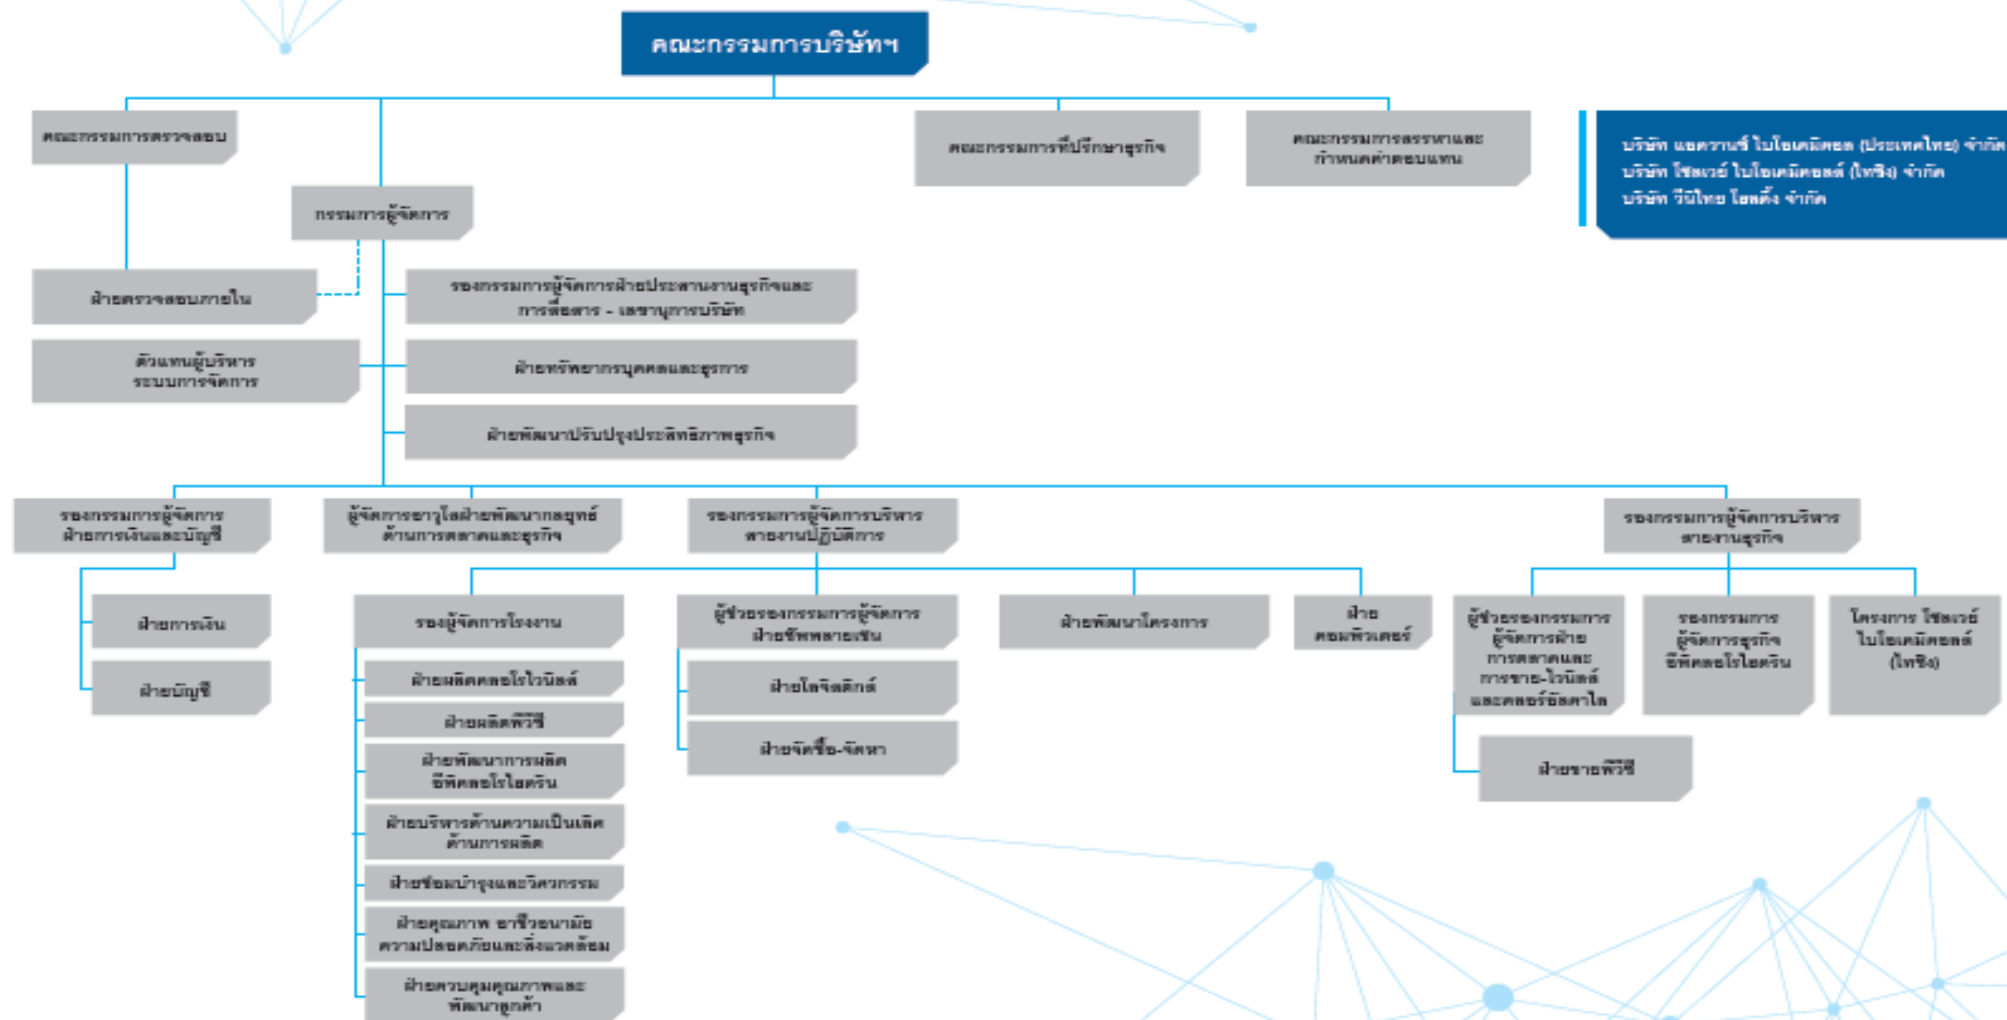 คณะกรรมการบริษัทฯ
คณะกรรมการตรวจสอบ
คณะกรรมการที่ปรึกษาธุรกิจ
คณะกรรมการสรรหาและ
กำหนดค่าตอบแทน
บริษัท แอดวานซ์ ไบโอเคมิคอล (ประเทศไทย) จำกัด
บริษัท โซลเวย์ ไบโอเคมิคอลส์ (ไทซิง) จำกัด
บริษัท วีนิไทย โฮลดิ้ง จำกัด
กรรมการผู้จัดการ
ฝ่ายตรวจสอบภายใน
รองกรรมการผู้จัดการฝ่ายประสานงานธุรกิจและ
การสื่อสาร - เลขานุการบริษัท
ตัวแทนผู้บริหาร
ระบบการจัดการ
ฝ่ายทรัพยากรบุคคลและธุรการ
ฝ่ายพัฒนาปรับปรุงประสิทธิภาพธุรกิจ
รองกรรมการผู้จัดการ
ฝ่ายการเงินและบัญชี
ผู้จัดการอาวุโสฝ่ายพัฒนากลยุทธ์
ด้านการตลาดและธุรกิจ
รองกรรมการผู้จัดการบริหาร
สายงานปฏิบัติการ
รองกรรมการผู้จัดการบริหาร
สายงานธุรกิจ
ฝ่ายการเงิน
ฝ่ายบัญชี
รองผู้จัดการโรงงาน
ฝ่ายผลิตคลอโรไวนิลส์
ฝ่ายผลิตพีวีซี
ฝ่ายพัฒนาการผลิต
อีพิคลอโรไฮดริน
ฝ่ายบริหารด้านความเป็นเลิศ
ด้านการผลิต
ฝ่ายซ่อมบำรุงและวิศวกรรม
ฝ่ายคุณภาพ อาชีวอนามัย
ความปลอดภัยและสิ่งแวดล้อม
ฝ่ายควบคุมคุณภาพและ
พัฒนาลูกค้า
ผู้ช่วยรองกรรมการผู้จัดการ
ฝ่ายซัพพลายเชน
ฝ่ายโลจิสติกส์
ฝ่ายจัดซื้อ-จัดหา
ฝ่ายพัฒนาโครงการ
ฝ่าย
คอมพิวเตอร์
ผู้ช่วยรองกรรมการ
ผู้จัดการฝ่าย
การตลาดและ
การขาย-ไวนิลส์
และคลอร์อัลคาไล
ฝ่ายขายพีวีซี
รองกรรมการ
ผู้จัดการธุรกิจ
อีพิคลอโรไฮดริน
โครงการ โซลเวย์
ไบโอเคมิคอลส์
(ไทซิง)